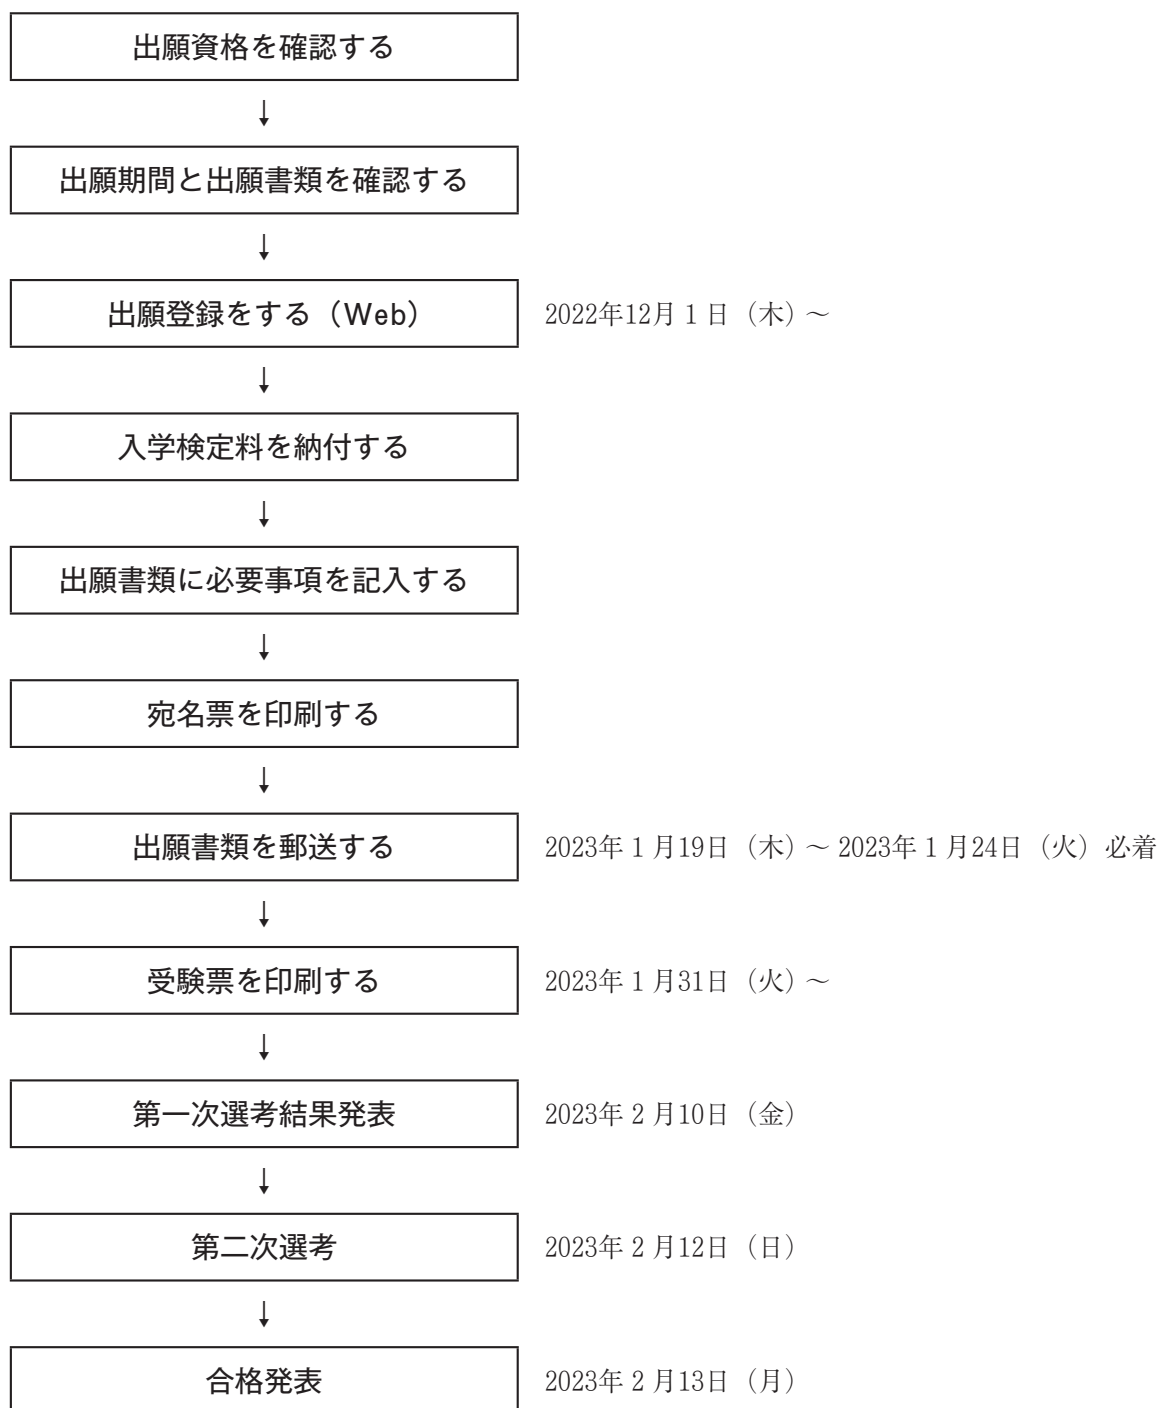 出願資格を確認する
↓
出願期間と出願書類を確認する
↓
出願登録をする（Web） 2022年12月1日（木）～
↓
入学検定料を納付する
↓
出願書類に必要事項を記入する
↓
宛名票を印刷する
↓
出願書類を郵送する 2023年1月19日（木）～2023年1月24日（火）必着
↓
受験票を印刷する 2023年1月31日（火）～
↓
第一次選考結果発表 2023年2月10日（金）
↓
第二次選考 2023年2月12日（日）
↓
合格発表 2023年2月13日（月）